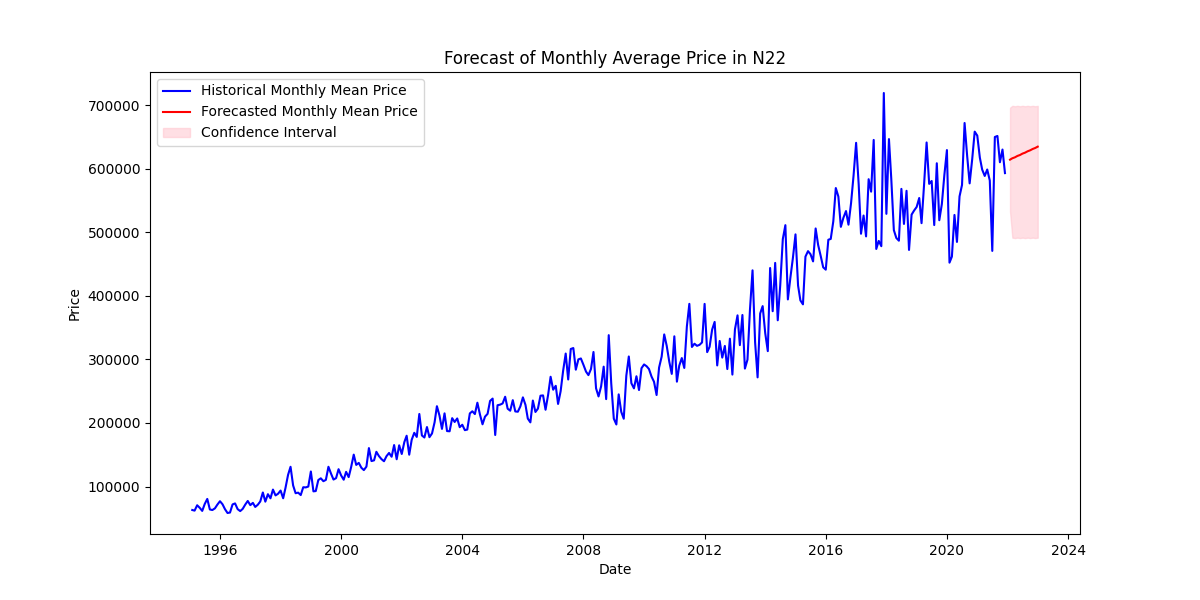 Forecast of Monthly Average Price in N22
Historical Monthly Mean Price
Forecasted Monthly Mean Price
Confidence Interval
Price
700000
600000
500000
400000
300000
200000
100000
1996 2000 2004 2008 2012 2016 2020 2024
Date